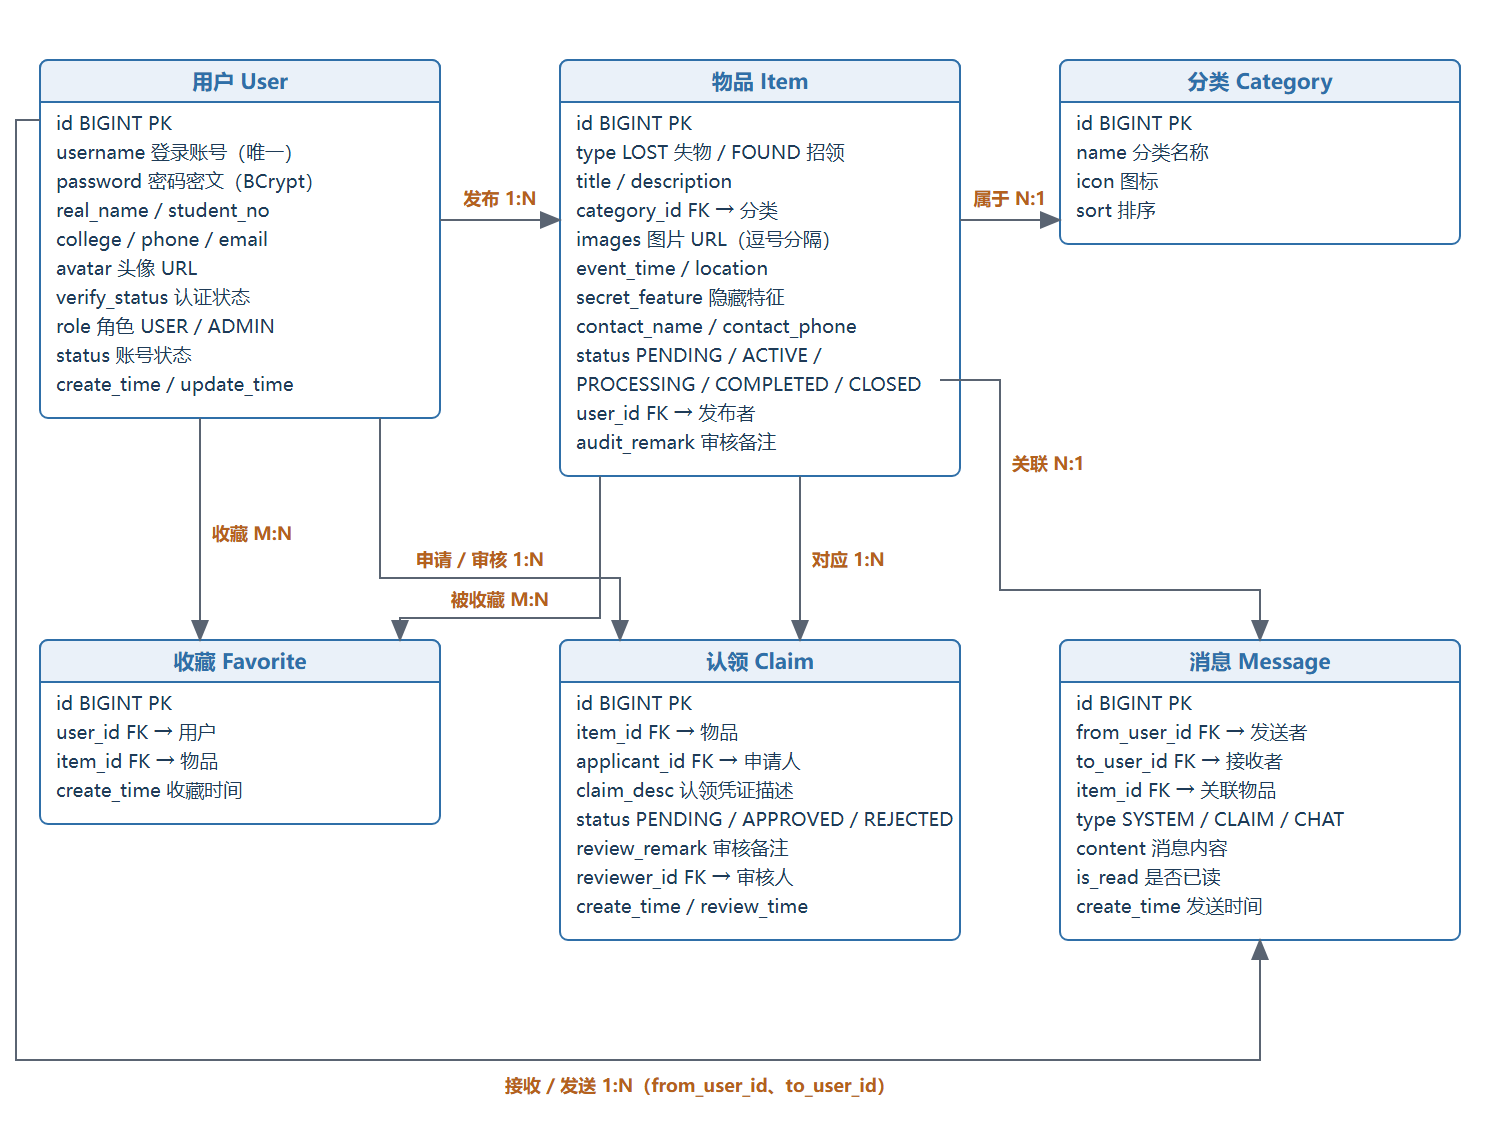 用户 User
id BIGINT PK
username 登录账号（唯一）
password 密码密文（BCrypt）
real_name / student_no
college / phone / email
avatar 头像 URL
verify_status 认证状态
role 角色 USER / ADMIN
status 账号状态
create_time / update_time
发布 1:N
物品 Item
id BIGINT PK
type LOST 失物 / FOUND 招领
title / description
category_id FK → 分类
images 图片 URL（逗号分隔）
event_time / location
secret_feature 隐藏特征
contact_name / contact_phone
status PENDING / ACTIVE /
PROCESSING / COMPLETED / CLOSED
user_id FK → 发布者
audit_remark 审核备注
属于 N:1
分类 Category
id BIGINT PK
name 分类名称
icon 图标
sort 排序
关联 N:1
收藏 M:N
申请 / 审核 1:N
对应 1:N
被收藏 M:N
收藏 Favorite
id BIGINT PK
user_id FK → 用户
item_id FK → 物品
create_time 收藏时间
认领 Claim
id BIGINT PK
item_id FK → 物品
applicant_id FK → 申请人
claim_desc 认领凭证描述
status PENDING / APPROVED / REJECTED
review_remark 审核备注
reviewer_id FK → 审核人
create_time / review_time
消息 Message
id BIGINT PK
from_user_id FK → 发送者
to_user_id FK → 接收者
item_id FK → 关联物品
type SYSTEM / CLAIM / CHAT
content 消息内容
is_read 是否已读
create_time 发送时间
接收 / 发送 1:N（from_user_id、to_user_id）